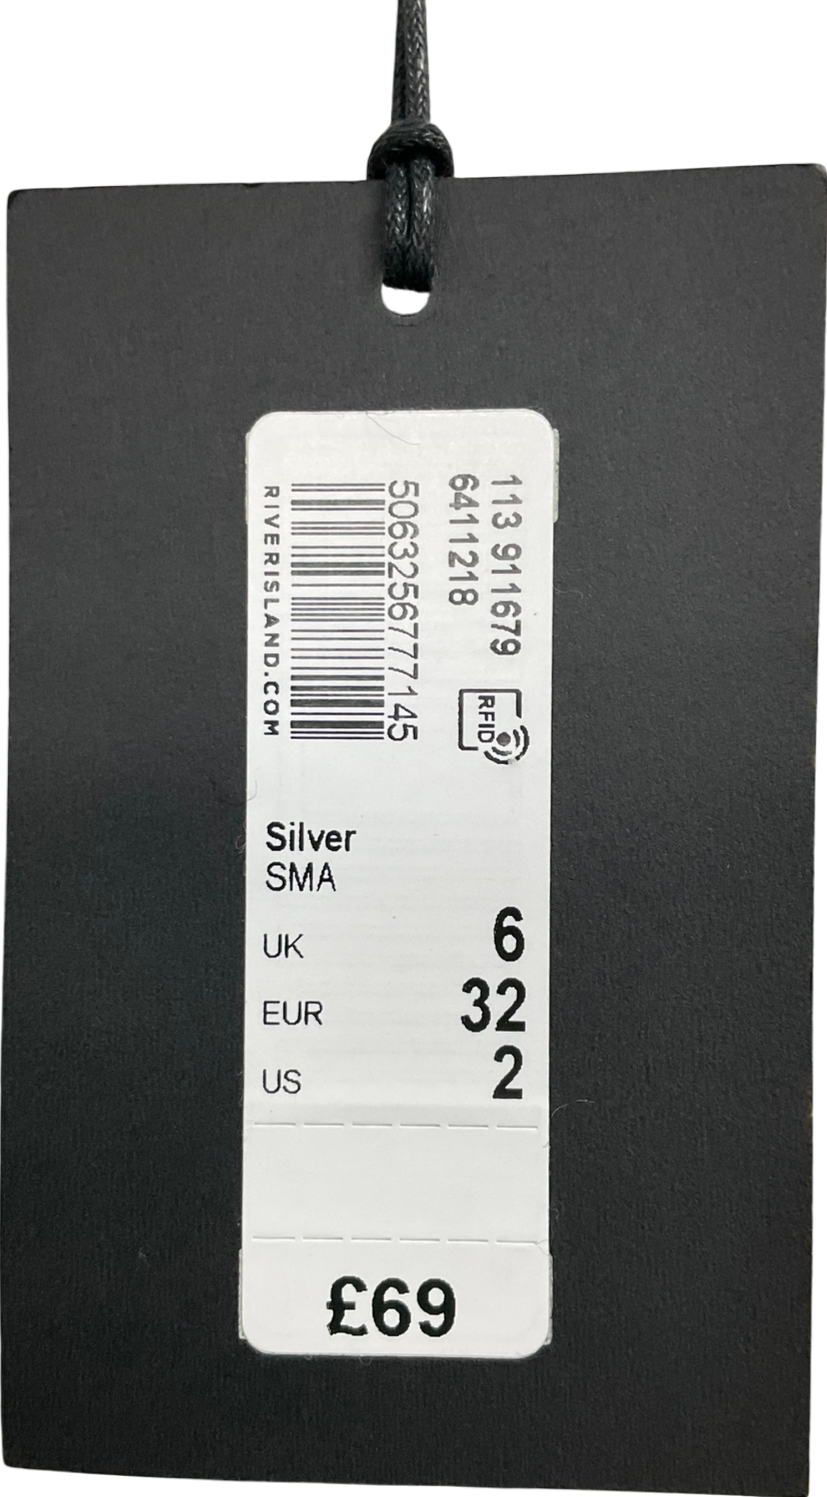 113 911679
6411218
RFID
5063256777145
RIVERISLAND.COM
Silver
SMA
UK 6
EUR 32
US 2
£69